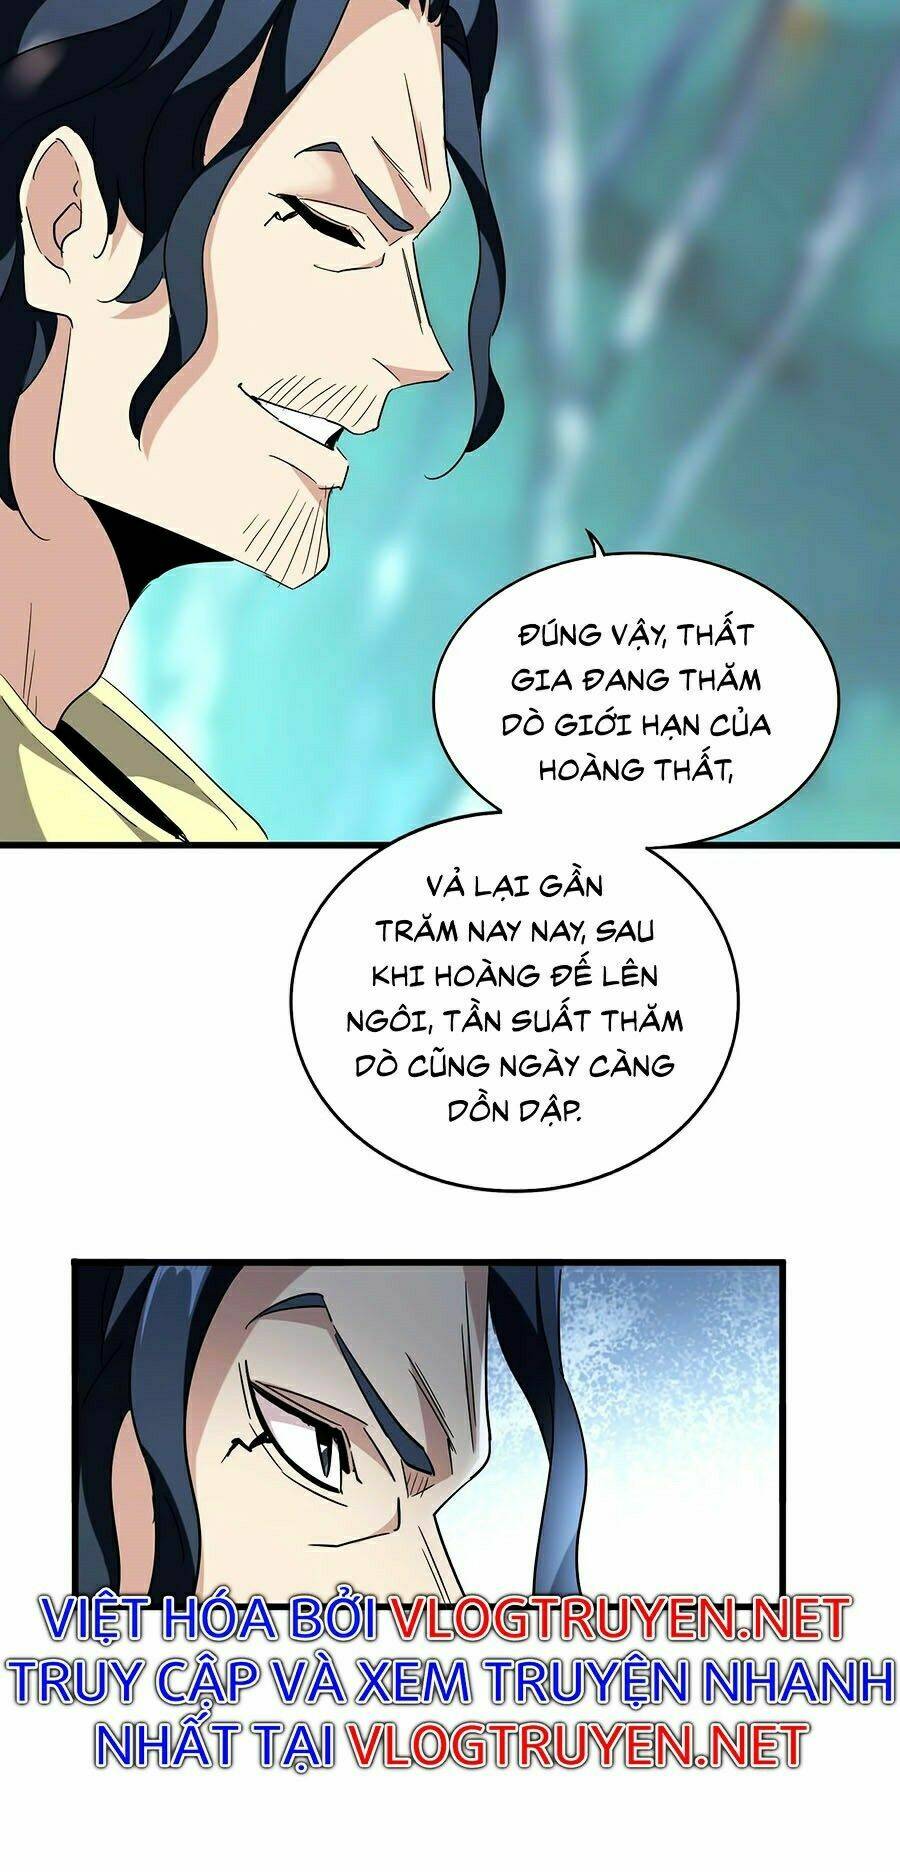 ĐÚNG VẬY, THẤT
GIA ĐANG THĂM
DÒ GIỚI HẠN CỦA
HOÀNG THẤT,
VẢ LẠI GẦN
TRĂM NAY NAY, SAU
KHI HOÀNG ĐẾ LÊN
NGÔI, TẦN SUẤT THĂM
DÒ CŨNG NGÀY CÀNG
DỒN DẬP.
VIỆT HÓA BỞI VLOGTRUYEN.NET
TRUY CẬP VÀ XEM TRUYỆN NHANH
NHẤT TẠI VLOGTRUYEN.NET